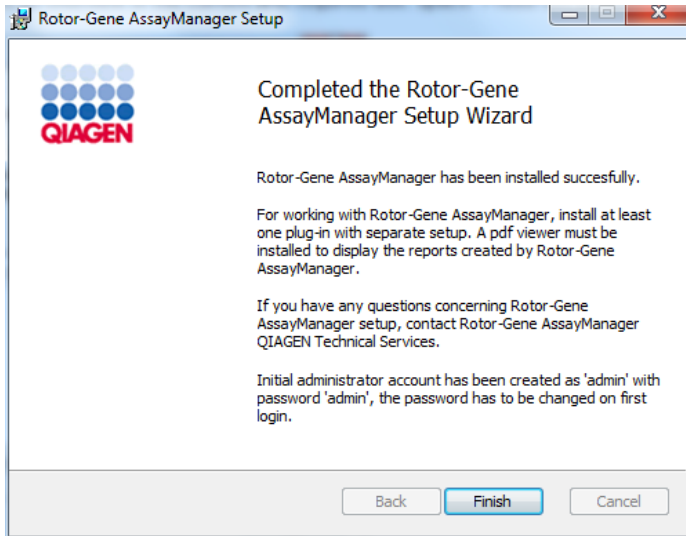 Rotor-Gene AssayManager Setup
QIAGEN
Completed the Rotor-Gene
AssayManager Setup Wizard
Rotor-Gene AssayManager has been installed succesfully.
For working with Rotor-Gene AssayManager, install at least
one plug-in with separate setup. A pdf viewer must be
installed to display the reports created by Rotor-Gene
AssayManager.
If you have any questions concerning Rotor-Gene
AssayManager setup, contact Rotor-Gene AssayManager
QIAGEN Technical Services.
Initial administrator account has been created as 'admin' with
password 'admin', the password has to be changed on first
login.
Back Finish Cancel